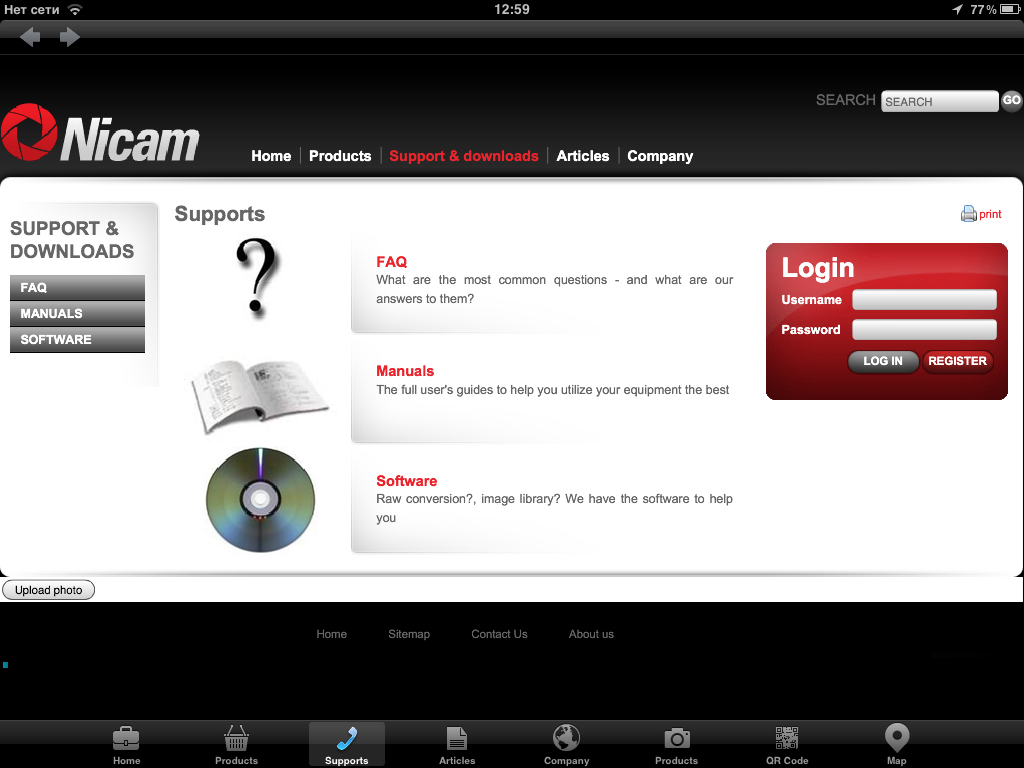 Нет сети
12:59
77%
SEARCH
SEARCH
GO
Nicam
Home
Products
Support & downloads
Articles
Company
SUPPORT &
DOWNLOADS
FAQ
MANUALS
SOFTWARE
Supports
print
FAQ
What are the most common questions - and what are our
answers to them?
Manuals
The full user's guides to help you utilize your equipment the best
Software
Raw conversion?, image library? We have the software to help
you
Login
Username
Password
LOG IN
REGISTER
Upload photo
Home
Sitemap
Contact Us
About us
Home
Products
Supports
Articles
Company
Products
QR Code
Map